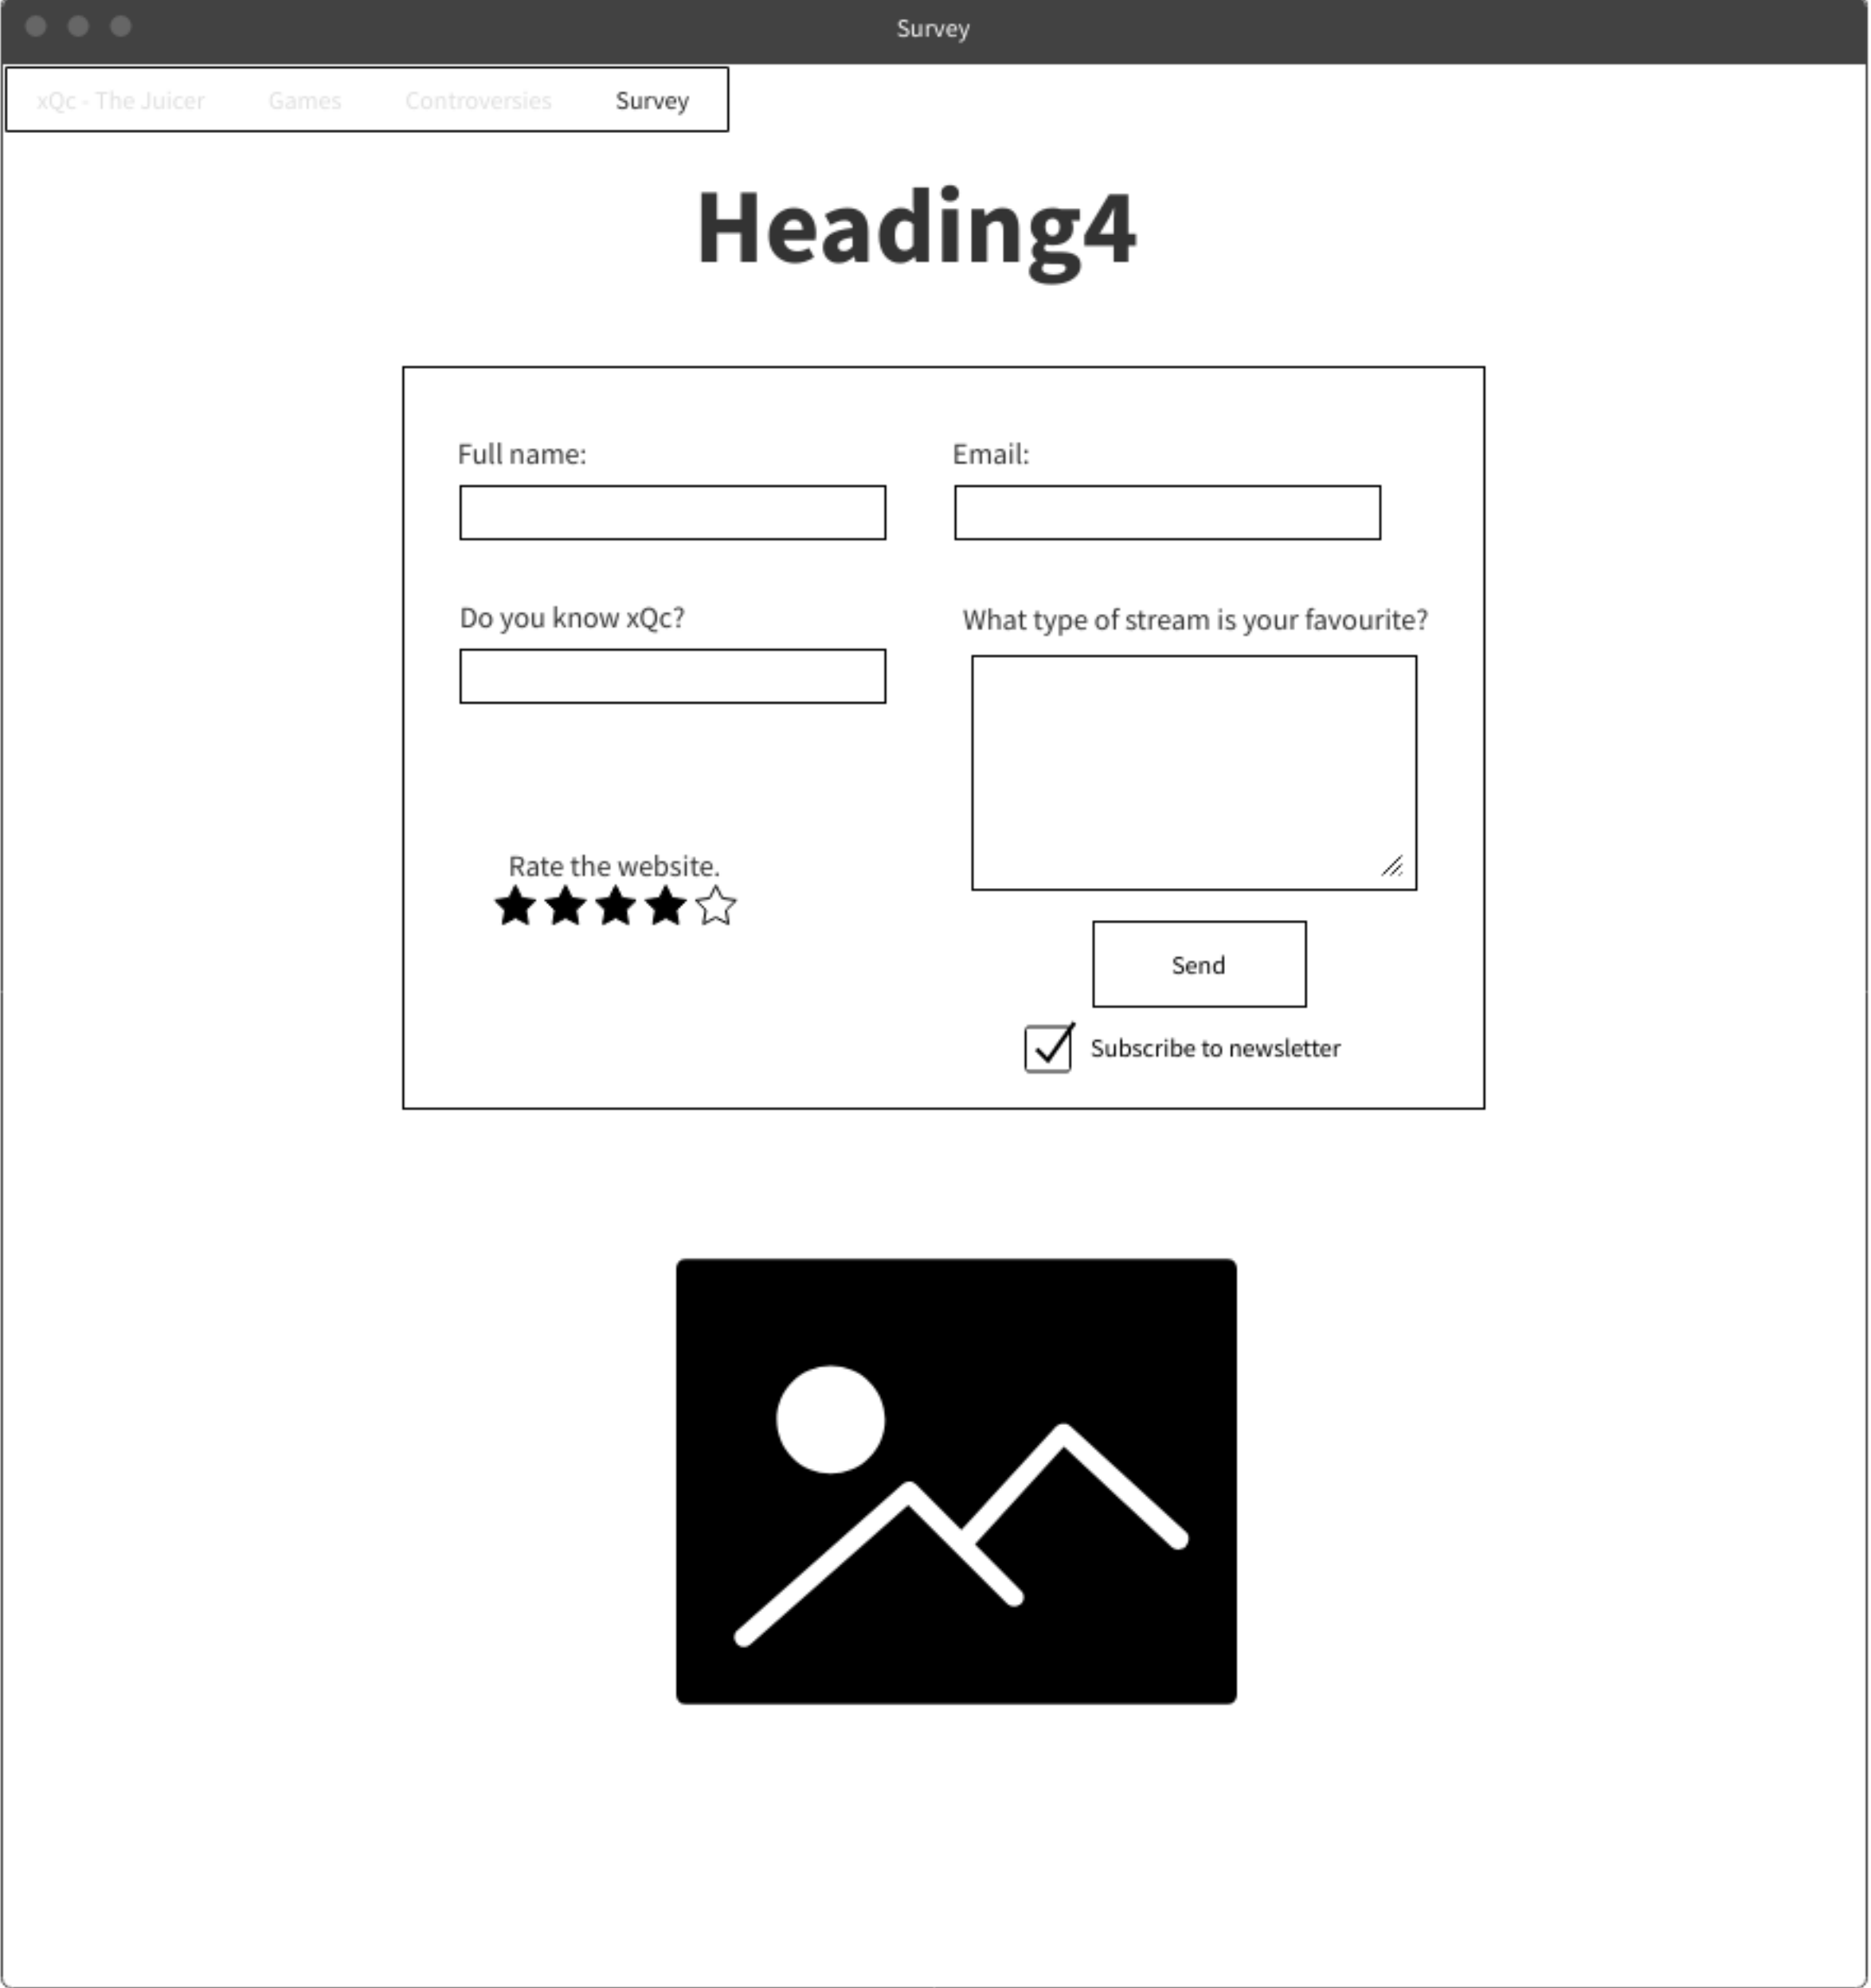 Survey
xQc - The Juicer Games Controversies Survey
Heading4
Full name: Email:
Do you know xQc? What type of stream is your favourite?
Rate the website.
Send
Subscribe to newsletter